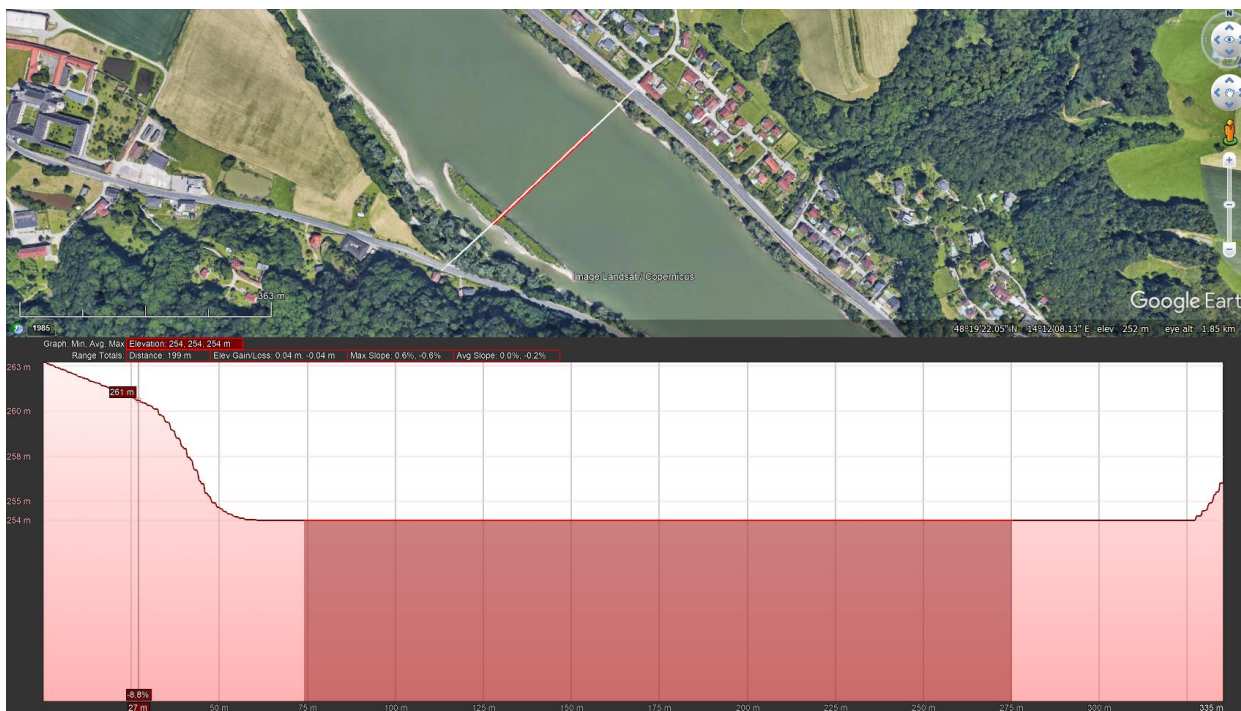 N
Image Landsat / Copernicus
363 m
Google Eart
1985
48°19'22.05"N 14°12'08.13" E elev 252 m eye alt 1.85 km
Graph: Min, Avg, Max Elevation: 254, 254, 254 m
Range Totals: Distance: 199 m Elev Gain/Loss: 0.04 m, -0.04 m Max Slope: 0.6%, -0.6% Avg Slope: 0.0%, -0.2%
263 m
261 m
260 m
258 m
255 m
254 m
-8.8%
27 m 50 m 75 m 100 m 125 m 150 m 175 m 200 m 225 m 250 m 275 m 300 m 335 m